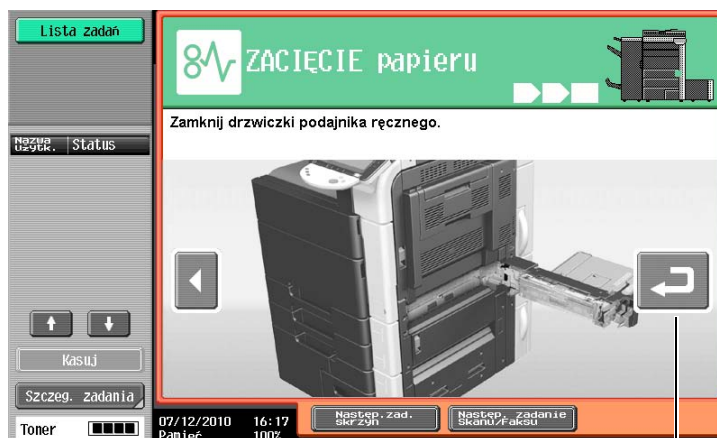 Lista zadań
ZACIĘCIE papieru
Zamknij drzwiczki podajnika ręcznego.
Nazwa użytk.
Status
Kasuj
Szczeg. zadania
Toner
07/12/2010 16:17
Pamięć 100%
Następ.zad. skrzyń
Następ. zadanie Skanu/Faksu